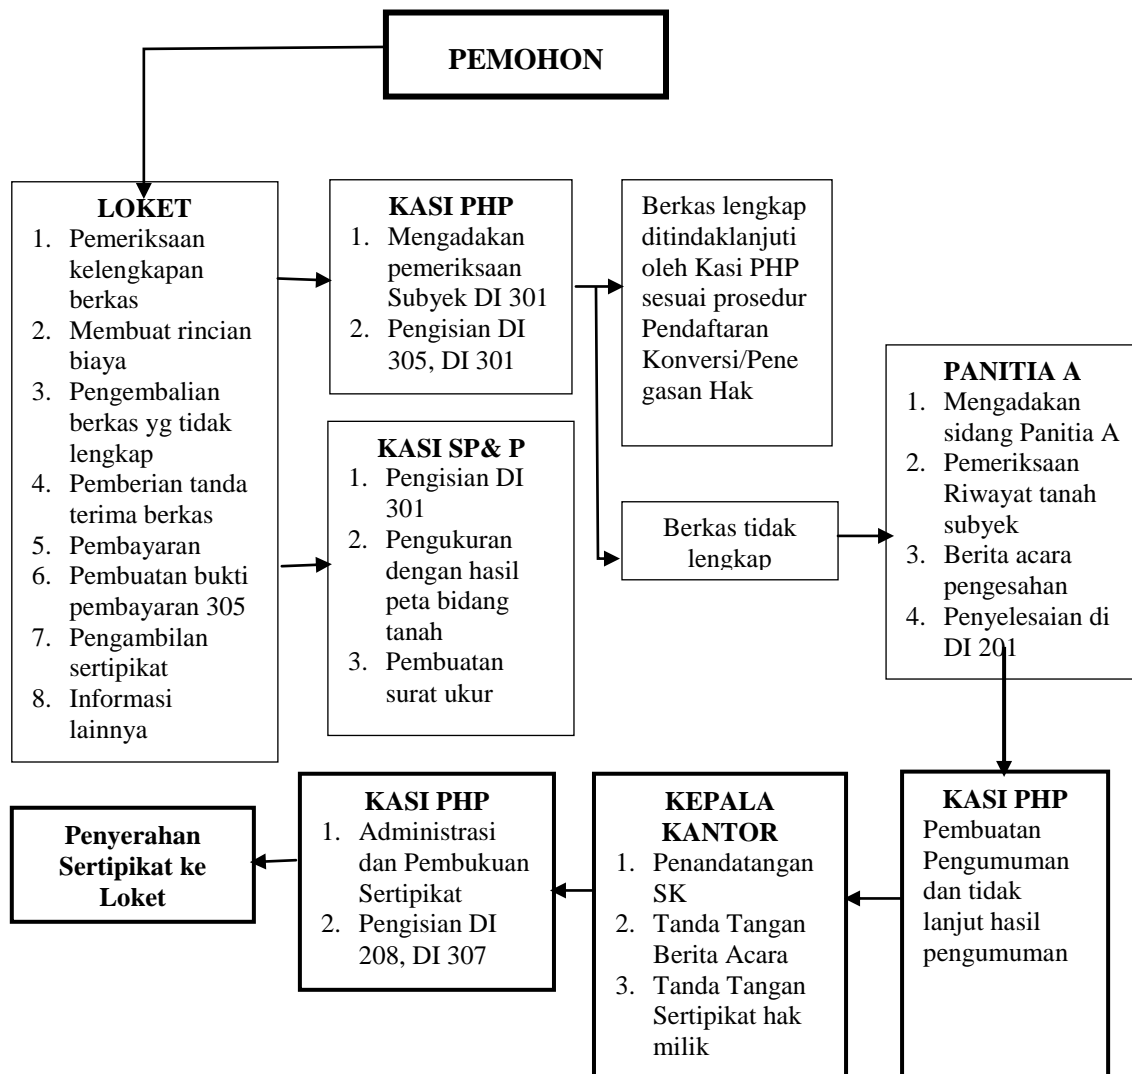 PEMOHON
LOKET
1. Pemeriksaan
kelengkapan
berkas
2. Membuat rincian
biaya
3. Pengembalian
berkas yg tidak
lengkap
4. Pemberian tanda
terima berkas
5. Pembayaran
6. Pembuatan bukti
pembayaran 305
7. Pengambilan
sertipikat
8. Informasi
lainnya
KASI PHP
1. Mengadakan
pemeriksaan
Subyek DI 301
2. Pengisian DI
305, DI 301
KASI SP& P
1. Pengisian DI
301
2. Pengukuran
dengan hasil
peta bidang
tanah
3. Pembuatan
surat ukur
Berkas lengkap
ditindaklanjuti
oleh Kasi PHP
sesuai prosedur
Pendaftaran
Konversi/Pene
gasan Hak
Berkas tidak
lengkap
PANITIA A
1. Mengadakan
sidang Panitia A
2. Pemeriksaan
Riwayat tanah
subyek
3. Berita acara
pengesahan
4. Penyelesaian di
DI 201
KASI PHP
Pembuatan
Pengumuman
dan tidak
lanjut hasil
pengumuman
KEPALA
KANTOR
1. Penandatangan
SK
2. Tanda Tangan
Berita Acara
3. Tanda Tangan
Sertipikat hak
milik
KASI PHP
1. Administrasi
dan Pembukuan
Sertipikat
2. Pengisian DI
208, DI 307
Penyerahan
Sertipikat ke
Loket